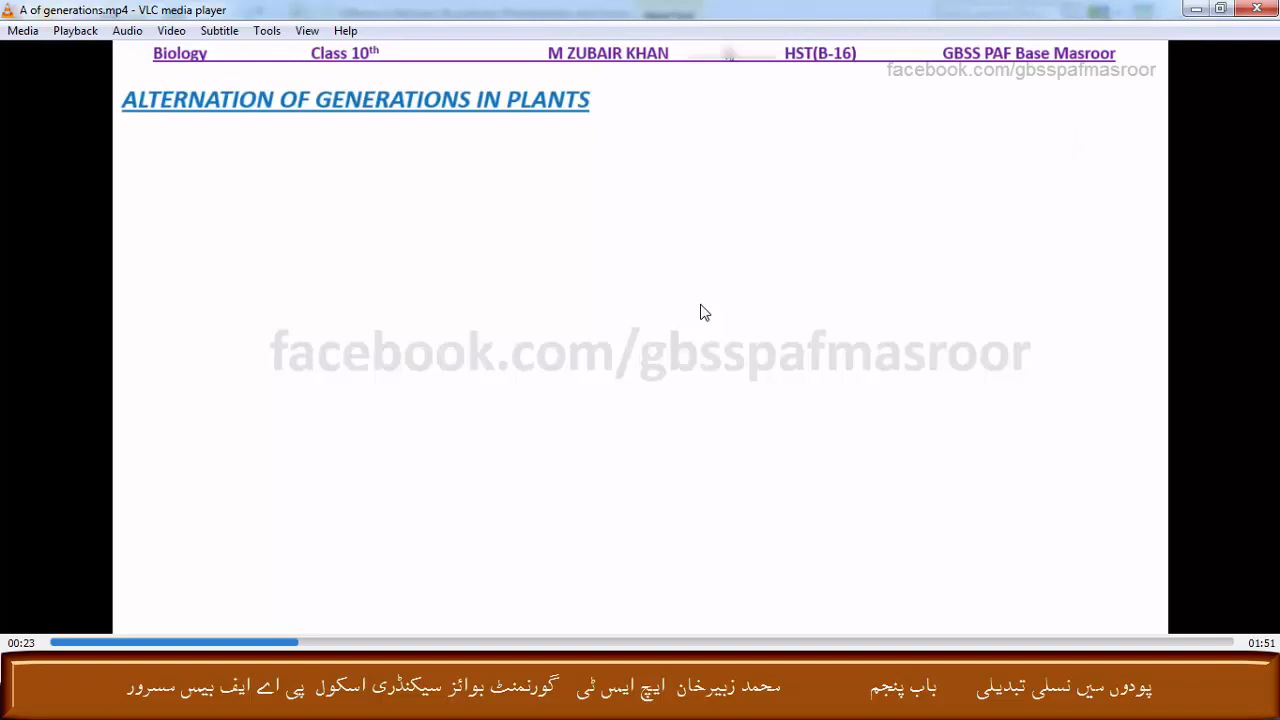 A of generations.mp4 - VLC media player
Media Playback Audio Video Subtitle Tools View Help
Biology Class 10th M ZUBAIR KHAN HST(B-16) GBSS PAF Base Masroor
facebook.com/gbsspafmasroor
ALTERNATION OF GENERATIONS IN PLANTS
facebook.com/gbsspafmasroor
00:23 01:51
پودوں میں نسلی تبدیلی باب پنجم محمد زبیرخان ایچ ایس ٹی گورنمنٹ بوائز سیکنڈری اسکول پی اے ایف بیس مسرور